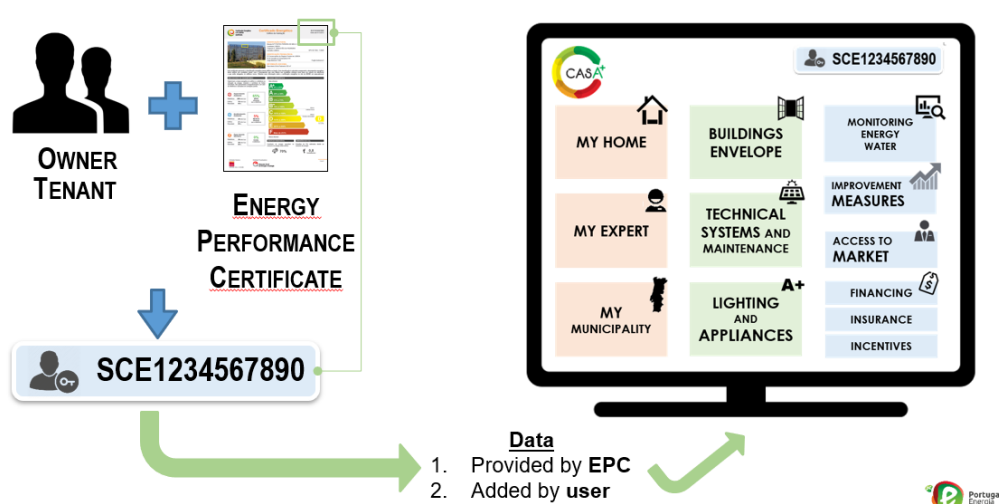 OWNER
TENANT
ENERGY
PERFORMANCE
CERTIFICATE
SCE1234567890
Data
1. Provided by EPC
2. Added by user
CASA+
SCE1234567890
MY HOME
BUILDINGS
ENVELOPE
MONITORING
ENERGY
WATER
MY EXPERT
TECHNICAL
SYSTEMS AND
MAINTENANCE
IMPROVEMENT
MEASURES
ACCESS TO
MARKET
MY
MUNICIPALITY
A+
LIGHTING
AND
APPLIANCES
$
FINANCING
INSURANCE
INCENTIVES
Portuga
Energia